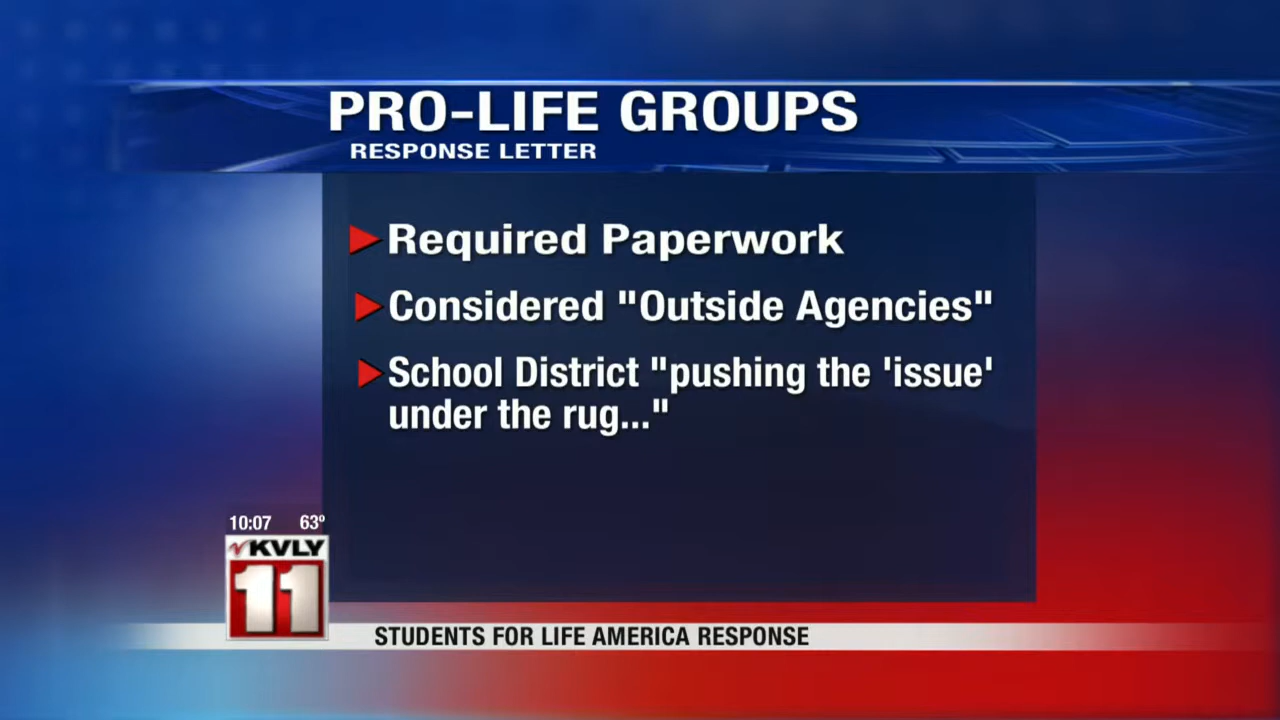 PRO-LIFE GROUPS
RESPONSE LETTER
Required Paperwork
Considered "Outside Agencies"
School District "pushing the 'issue'
under the rug..."
10:07 63º
KVLY
11
STUDENTS FOR LIFE AMERICA RESPONSE